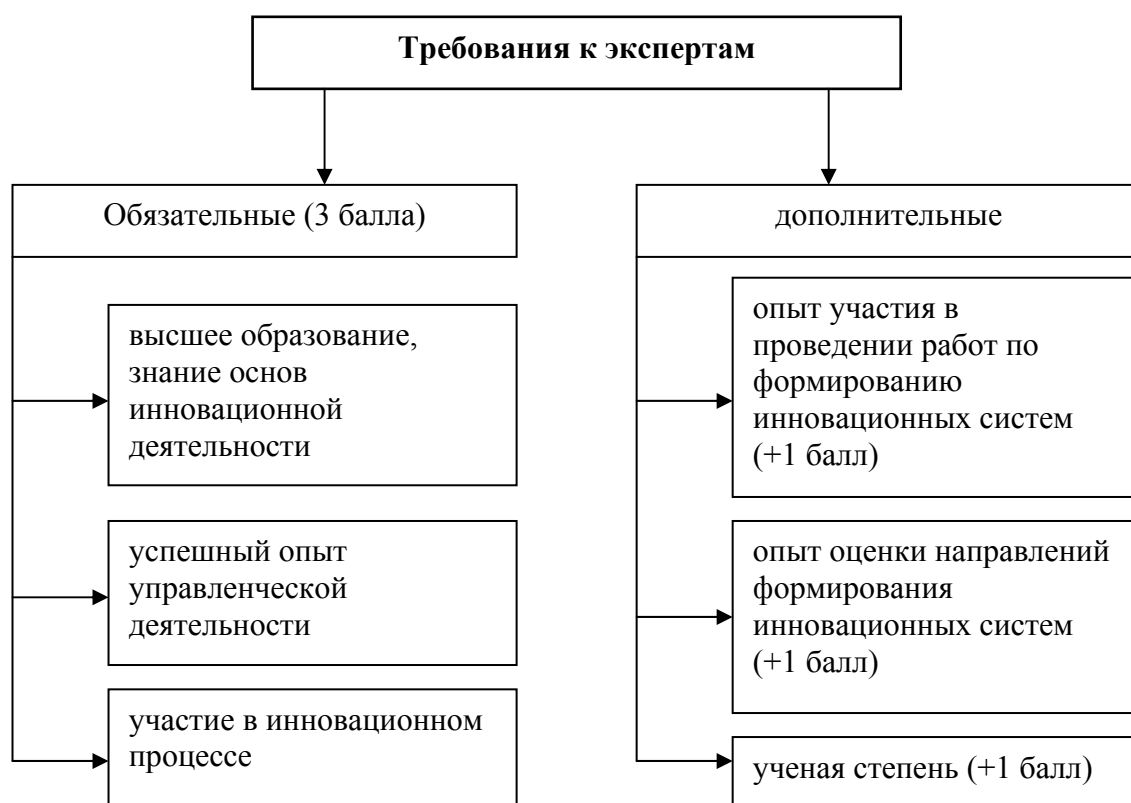 Требования к экспертам
Обязательные (3 балла)
высшее образование,
знание основ
инновационной
деятельности
успешный опыт
управленческой
деятельности
участие в инновационном
процессе
дополнительные
опыт участия в
проведении работ по
формированию
инновационных систем
(+1 балл)
опыт оценки направлений
формирования
инновационных систем
(+1 балл)
ученая степень (+1 балл)